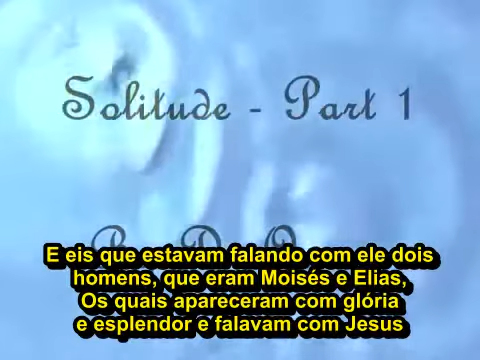 Solitude - Part 1
E eis que estavam falando com ele dois
homens, que eram Moisés e Elias,
Os quais apareceram com glória
e esplendor e falavam com Jesus